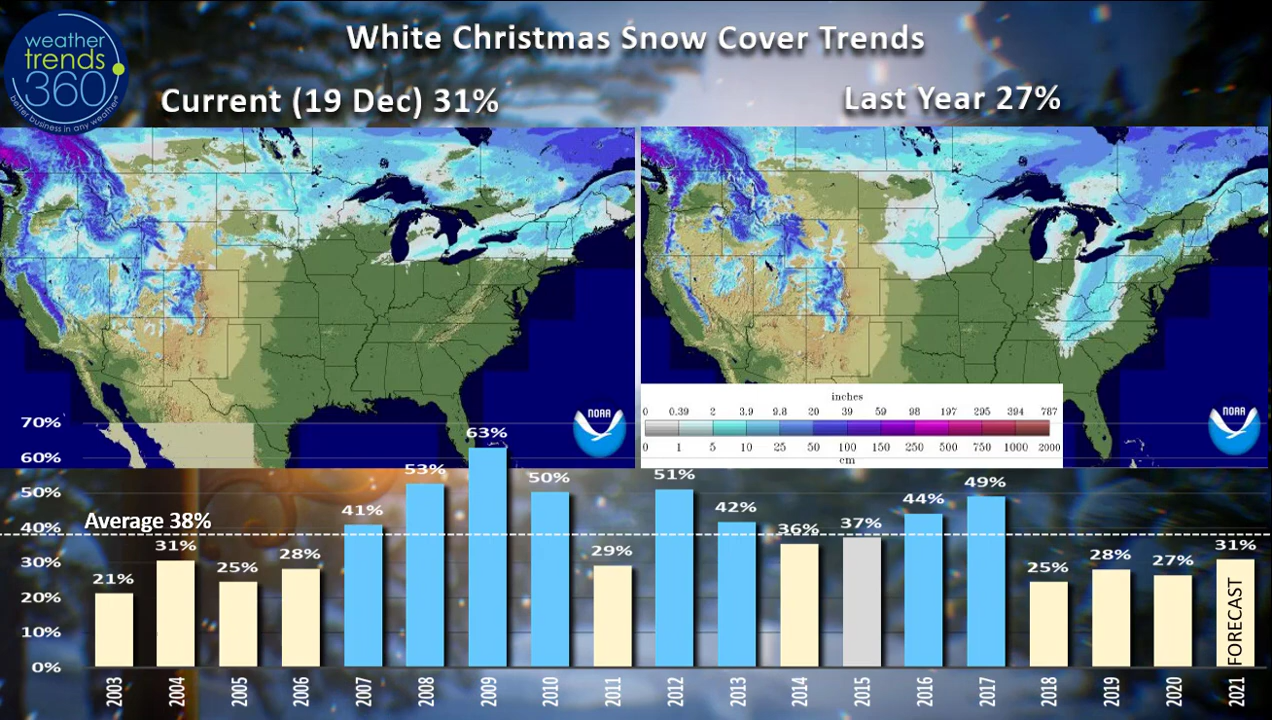 weather
trends
360
better business in any weather
White Christmas Snow Cover Trends
Current (19 Dec) 31%
Last Year 27%
NOAA
NOAA
inches
0 0.39 2 3.9 9.8 20 39 59 98 197 295 394 787
0 1 5 10 25 50 100 150 250 500 750 1000 2000
cm
70%
60%
50%
40%
30%
20%
10%
0%
Average 38%
21%
31%
25%
28%
41%
53%
63%
50%
29%
51%
42%
36%
37%
44%
49%
25%
28%
27%
31%
FORECAST
2003 2004 2005 2006 2007 2008 2009 2010 2011 2012 2013 2014 2015 2016 2017 2018 2019 2020 2021